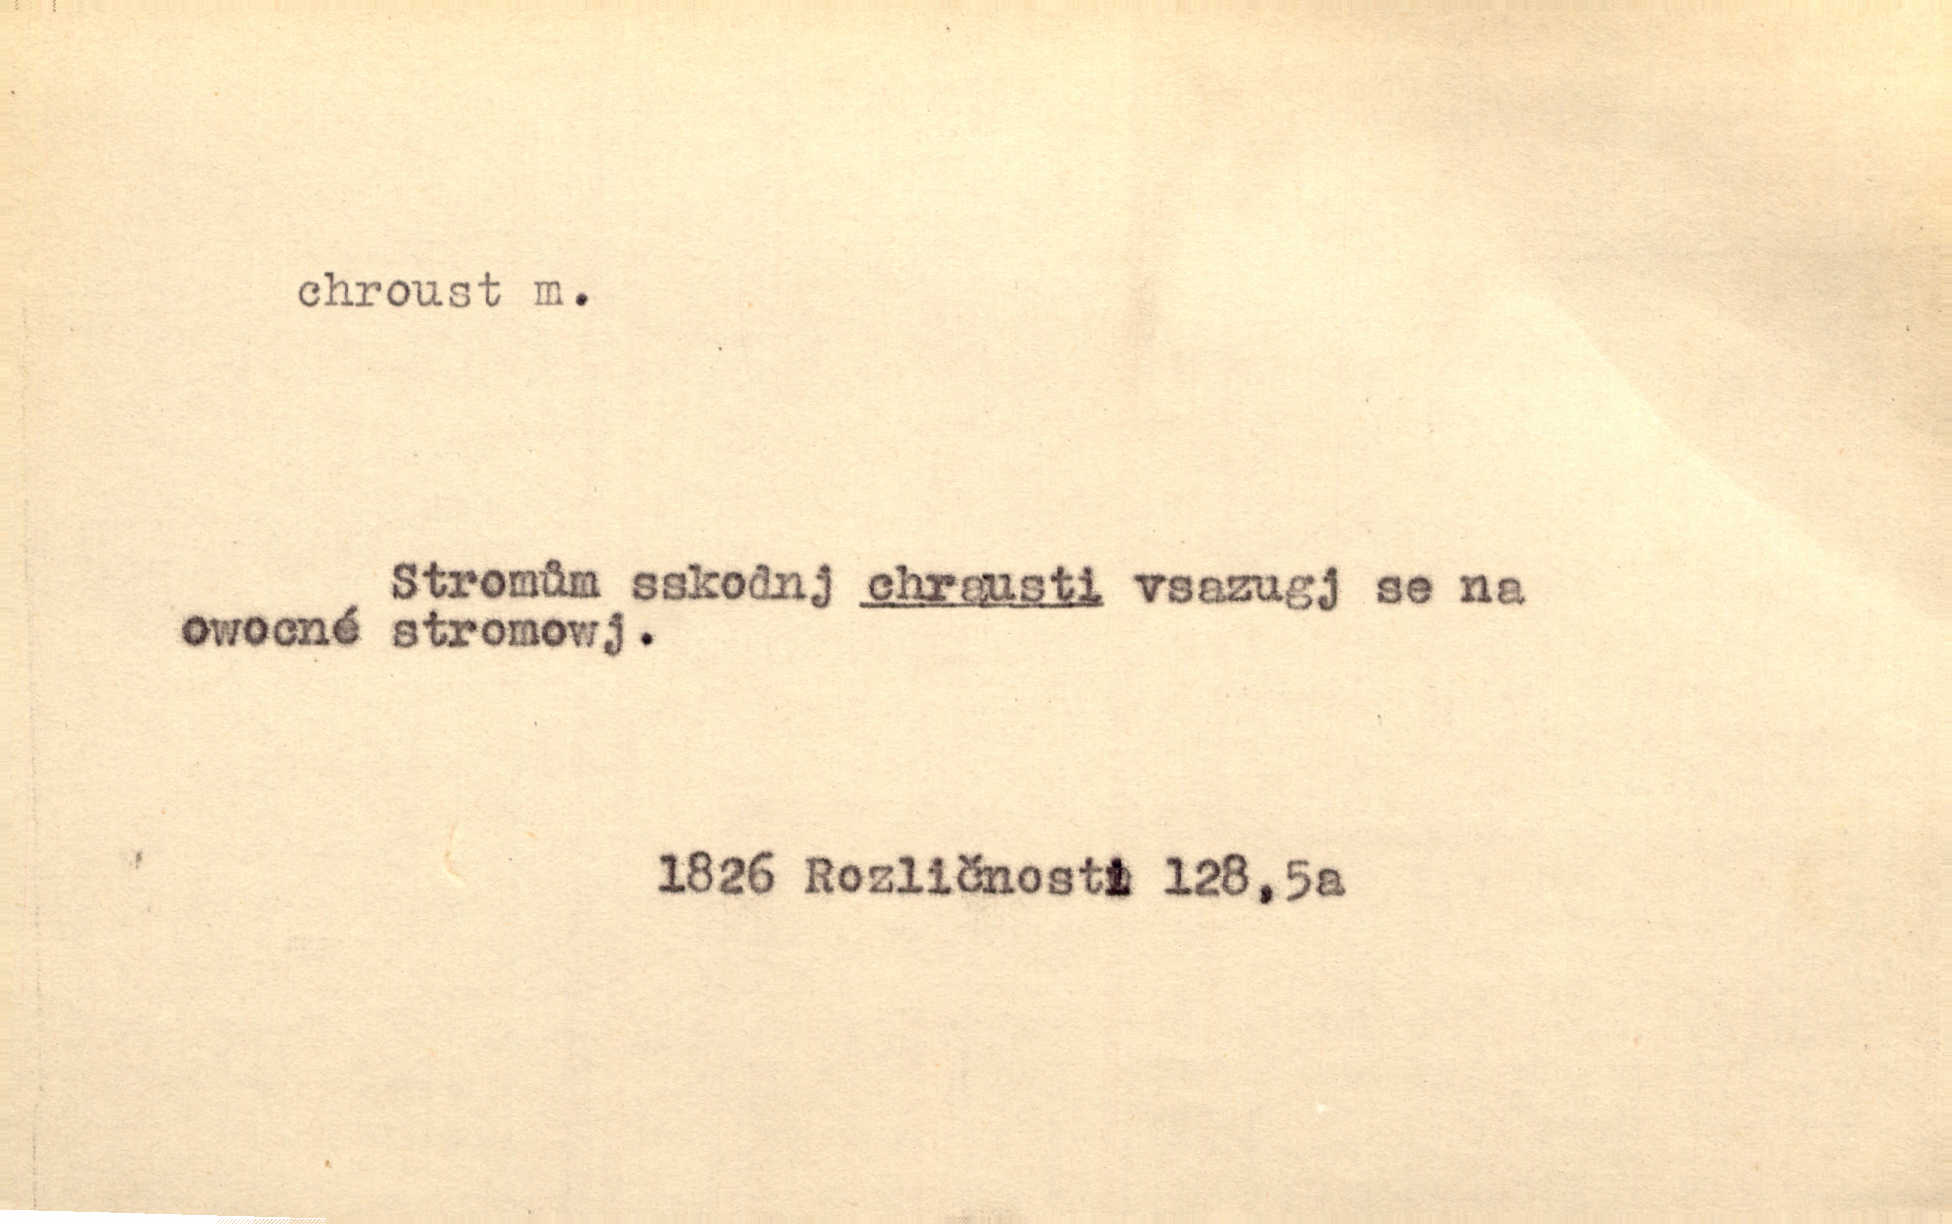 chroust m.
Stromům sskodnj chrausti vsazugj se na
owocné stromowj.
1826 Rozličnosti 128,5a